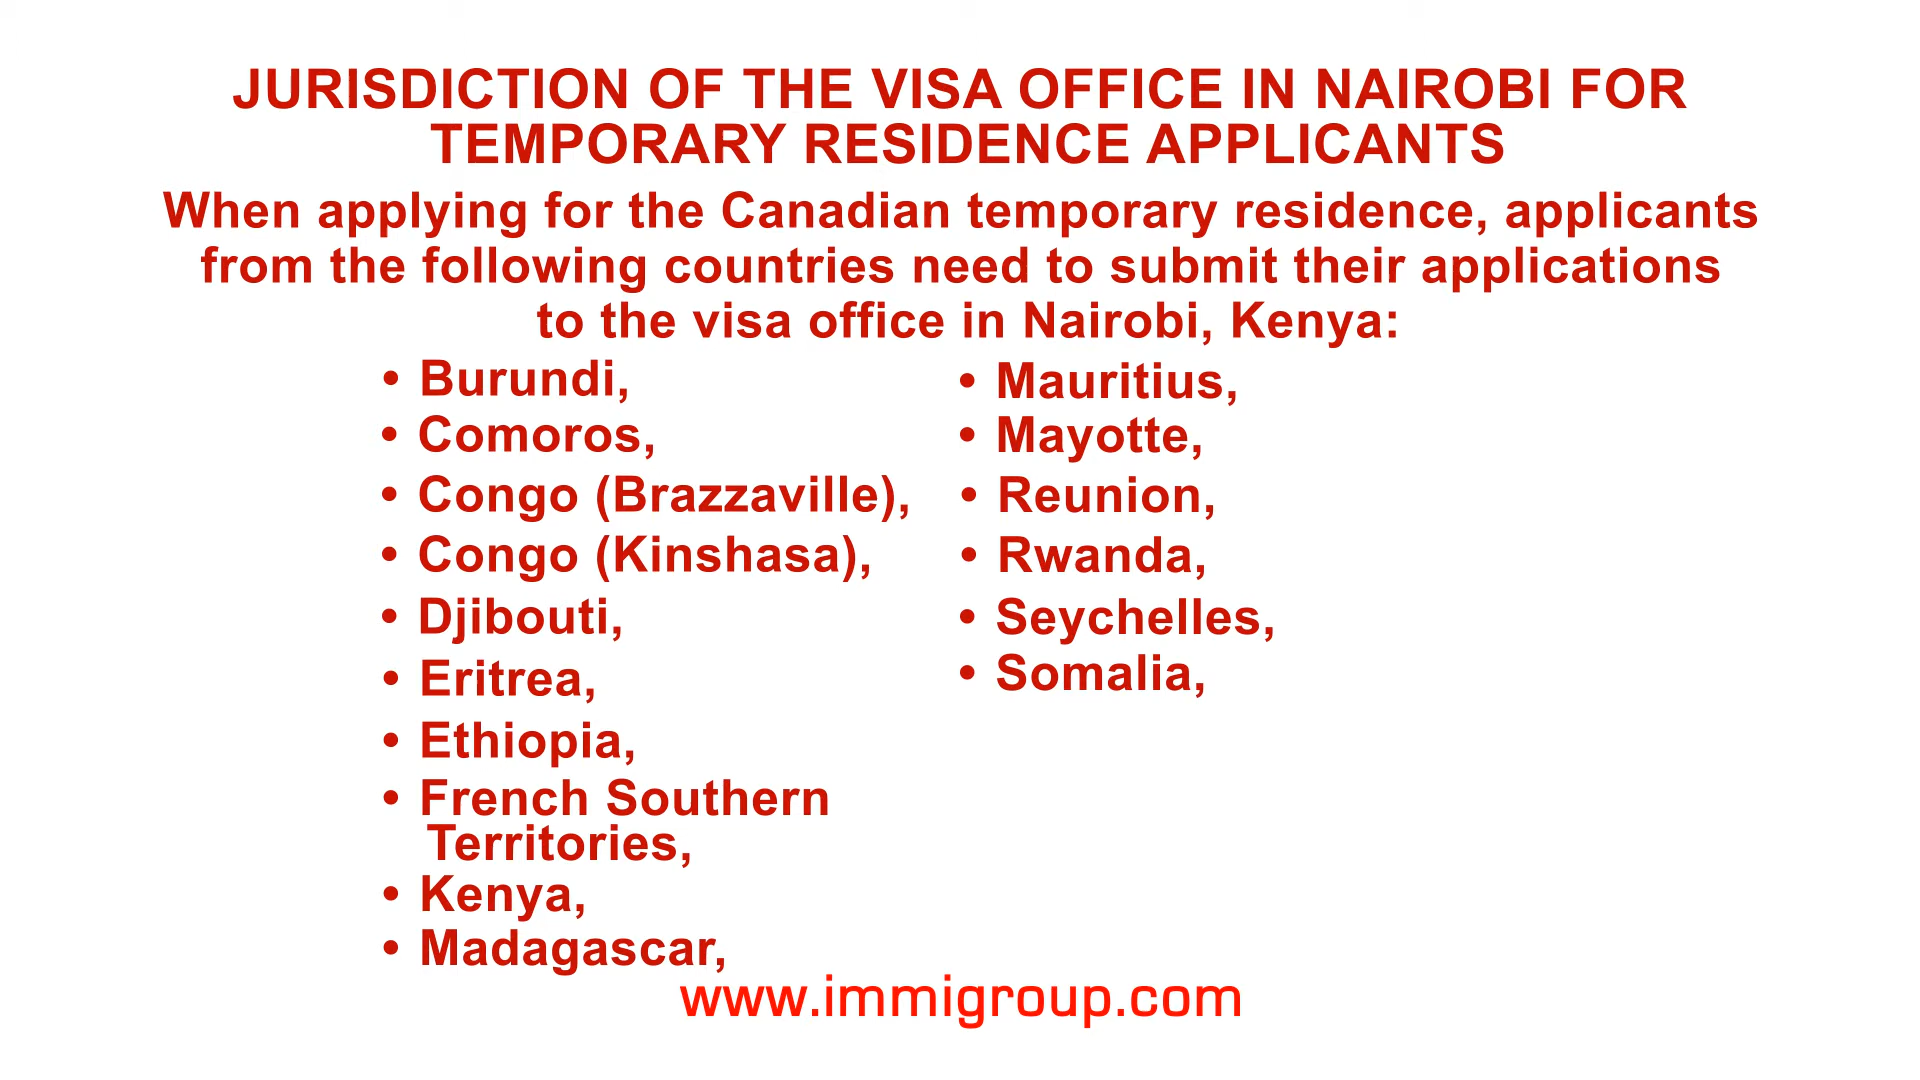 JURISDICTION OF THE VISA OFFICE IN NAIROBI FOR
TEMPORARY RESIDENCE APPLICANTS
When applying for the Canadian temporary residence, applicants
from the following countries need to submit their applications
to the visa office in Nairobi, Kenya:
• Burundi,
• Comoros,
• Congo (Brazzaville),
• Congo (Kinshasa),
• Djibouti,
• Eritrea,
• Ethiopia,
• French Southern
Territories,
• Kenya,
• Madagascar,
• Mauritius,
• Mayotte,
• Reunion,
• Rwanda,
• Seychelles,
• Somalia,
www.immigroup.com